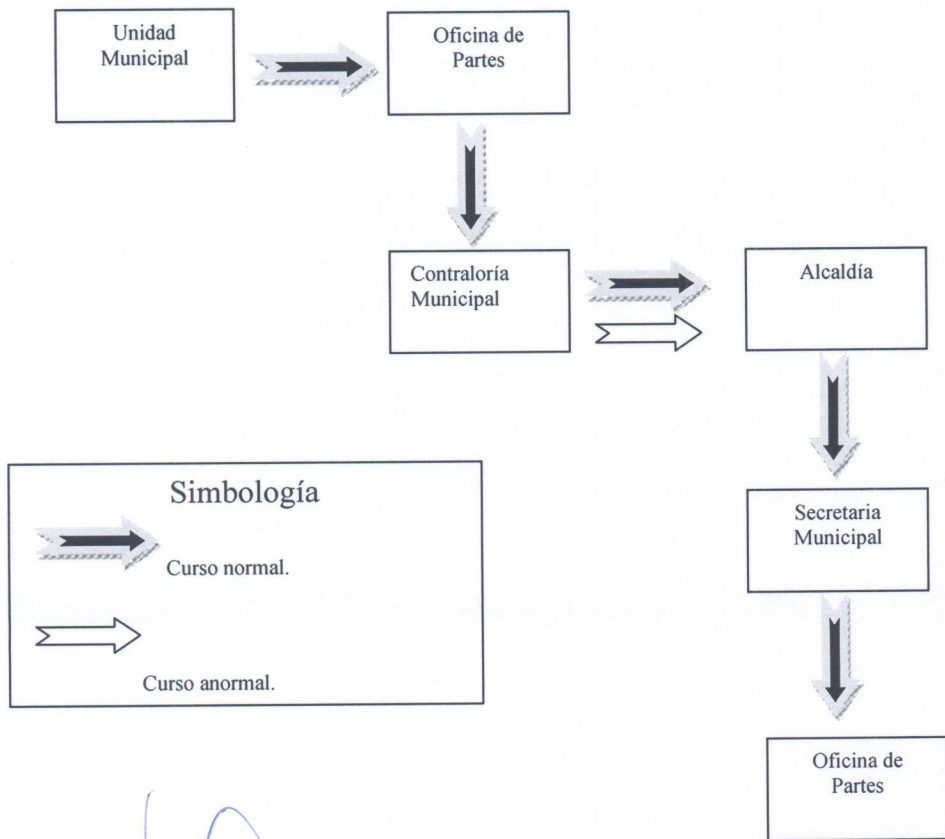 Unidad
Municipal
Oficina de
Partes
Contraloría
Municipal
Alcaldía
Simbología
Curso normal.
Curso anormal.
Secretaria
Municipal
Oficina de
Partes